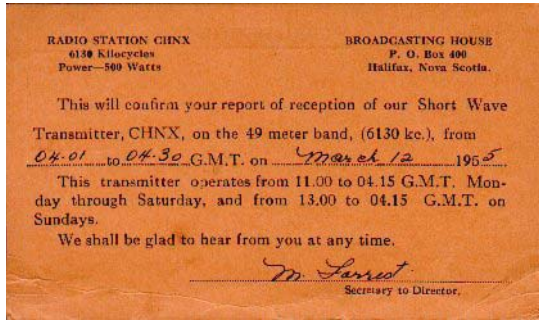 RADIO STATION CHNX
6130 Kilocycles
Power—500 Watts
BROADCASTING HOUSE
P. O. Box 400
Halifax, Nova Scotia.
This will confirm your report of reception of our Short Wave
Transmitter, CHNX, on the 49 meter band, (6130 kc.), from
04-01 to 04-30 G.M.T. on March 12 1965
This transmitter operates from 11.00 to 04.15 G.M.T. Mon-
day through Saturday, and from 13.00 to 04.15 G.M.T. on
Sundays.
We shall be glad to hear from you at any time.
M. Forrest
Secretary to Director.